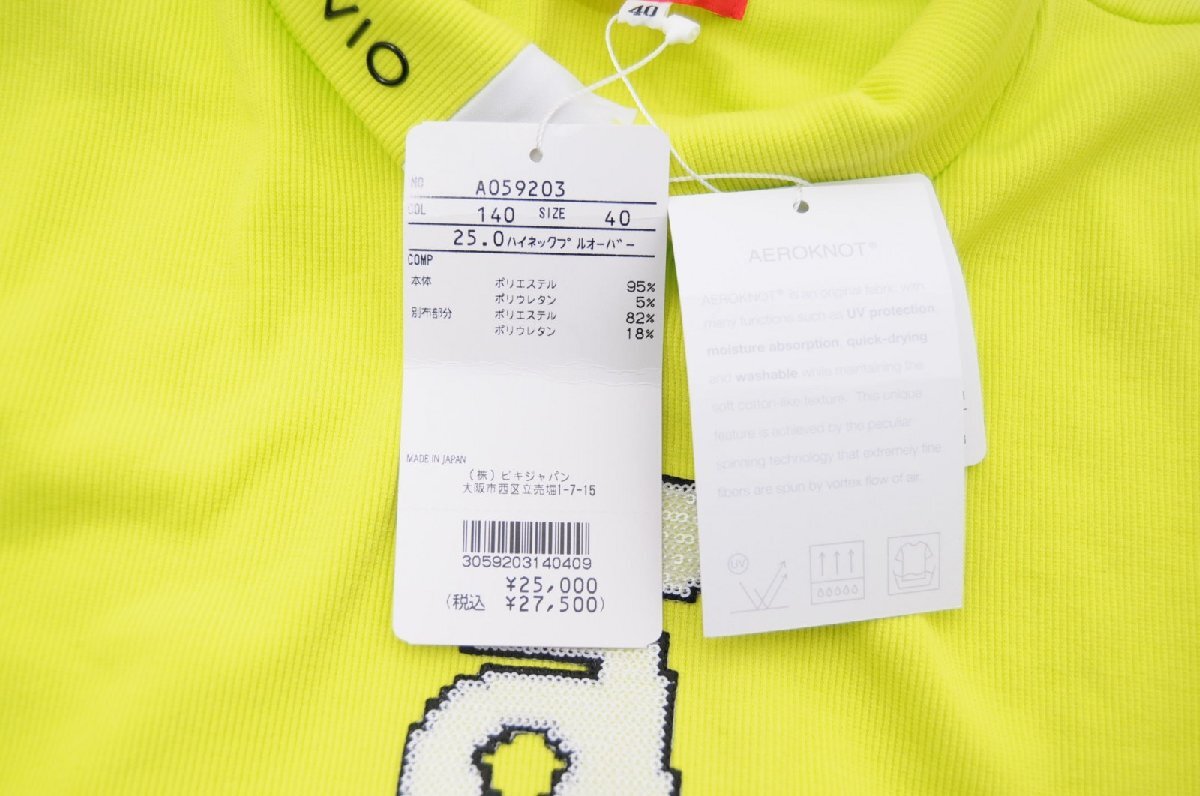 VIO
40
NO A059203
COL 140 SIZE 40
25.0ハイネックプルオーバー
COMP
本体 ポリエステル 95%
ポリウレタン 5%
別布部分 ポリエステル 82%
ポリウレタン 18%
MADE IN JAPAN
(株)ビキジャパン
大阪市西区立売堀1-7-15
3059203140409
¥25,000
(税込 ¥27,500)
AEROKNOT®
AEROKNOT® is an original fabric with
many functions such as UV protection,
moisture absorption, quick-drying
and washable while maintaining the
soft cotton-like texture. This unique
feature is achieved by the peculiar
spinning technology that extremely fine
fibers are spun by vortex flow of air.
UV